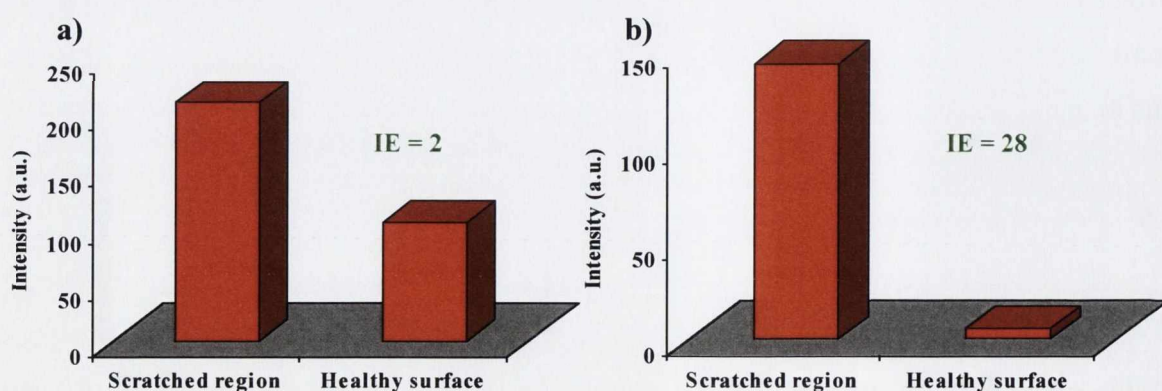 a)
Intensity (a.u.)
250
200
150
100
50
0
IE = 2
Scratched region
Healthy surface
b)
Intensity (a.u.)
150
100
50
0
IE = 28
Scratched region
Healthy surface